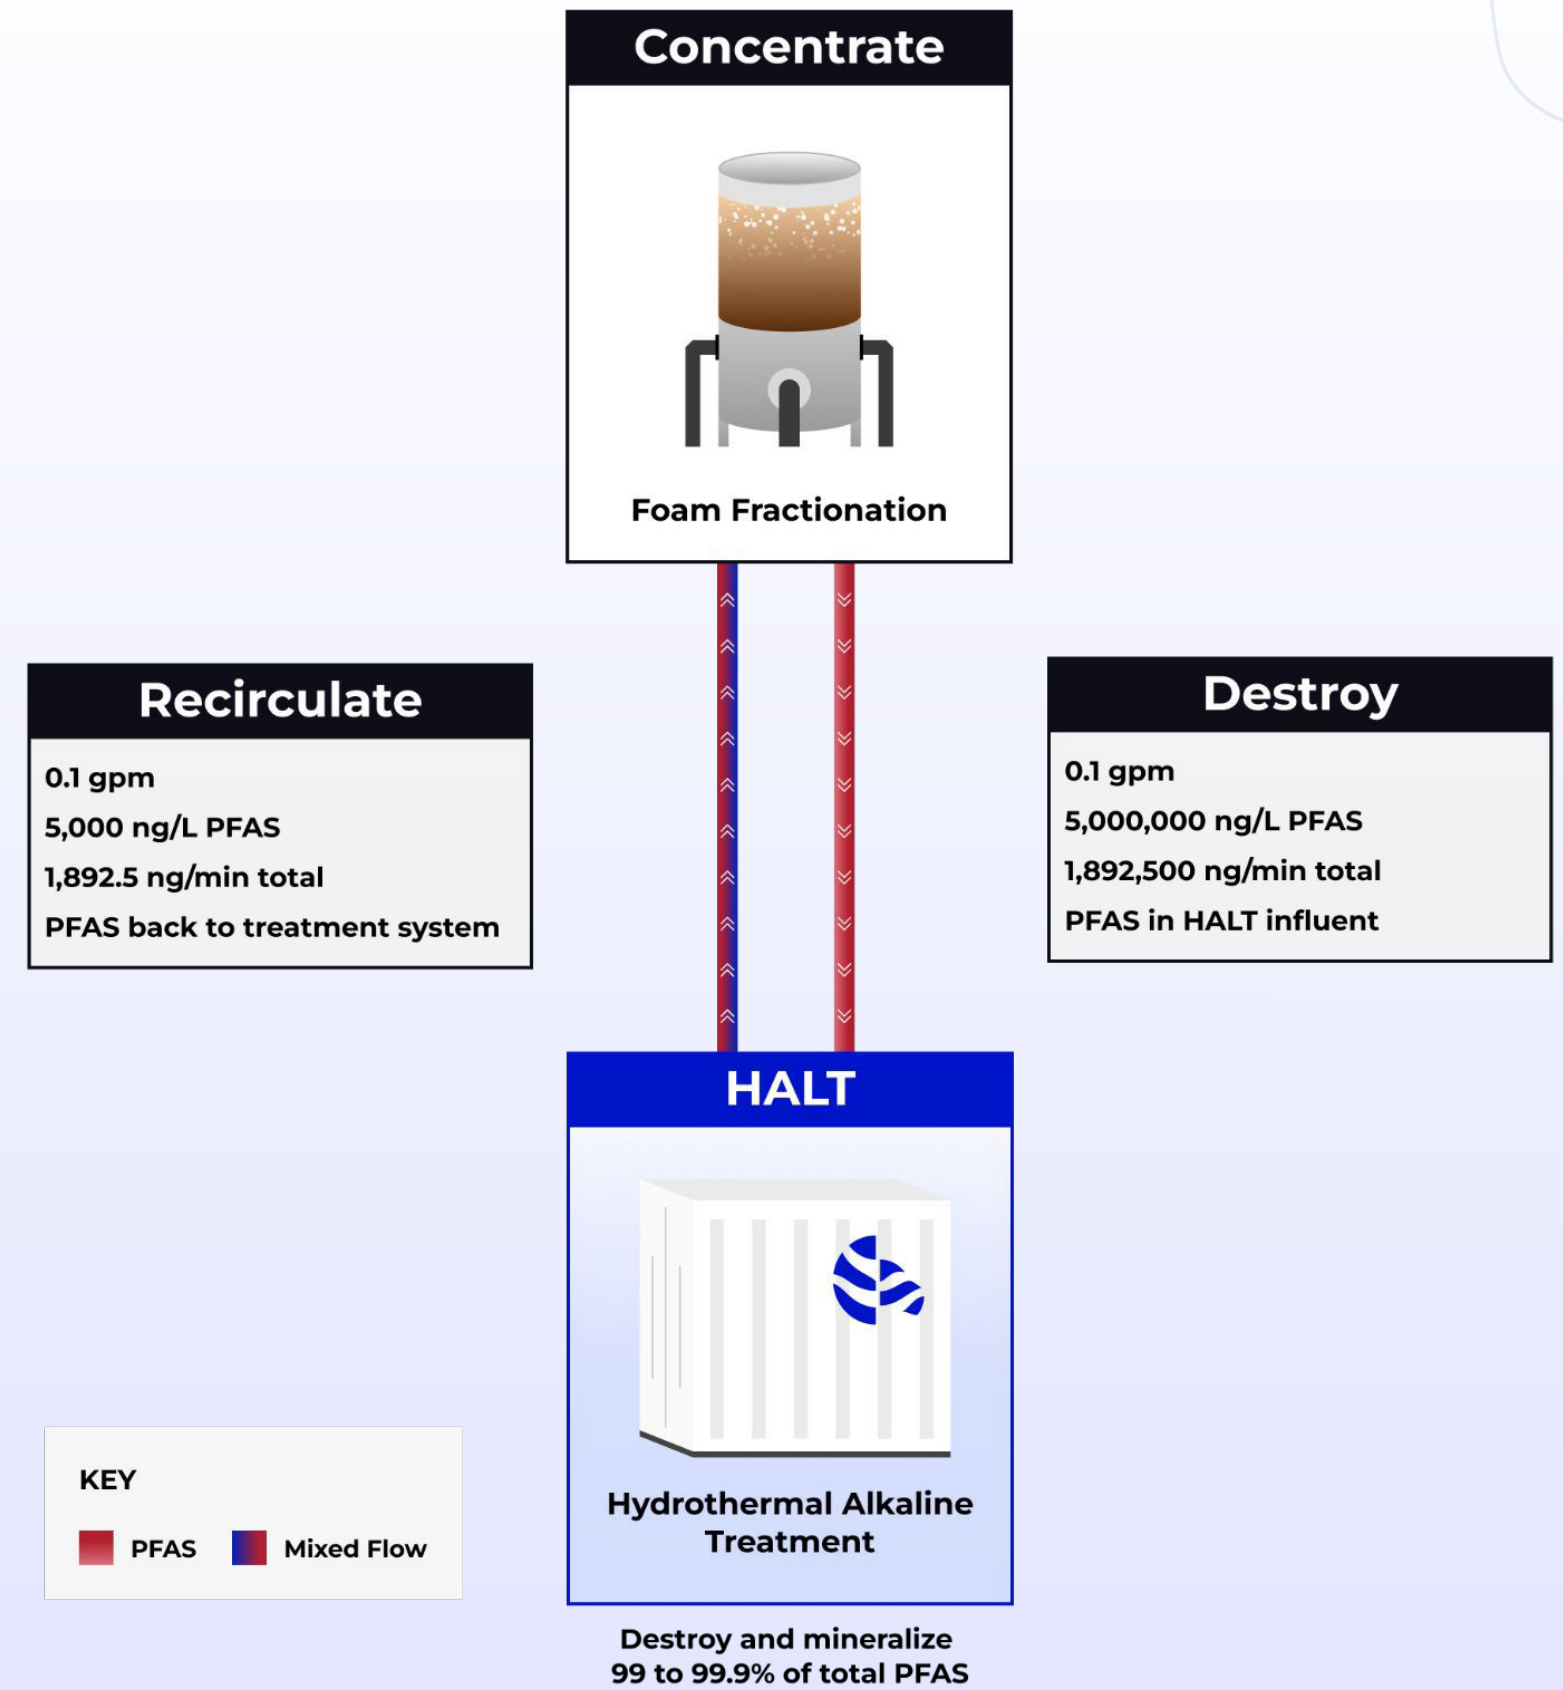 Concentrate
Foam Fractionation
Recirculate
0.1 gpm
5,000 ng/L PFAS
1,892.5 ng/min total
PFAS back to treatment system
Destroy
0.1 gpm
5,000,000 ng/L PFAS
1,892,500 ng/min total
PFAS in HALT influent
HALT
Hydrothermal Alkaline
Treatment
KEY
PFAS
Mixed Flow
Destroy and mineralize
99 to 99.9% of total PFAS